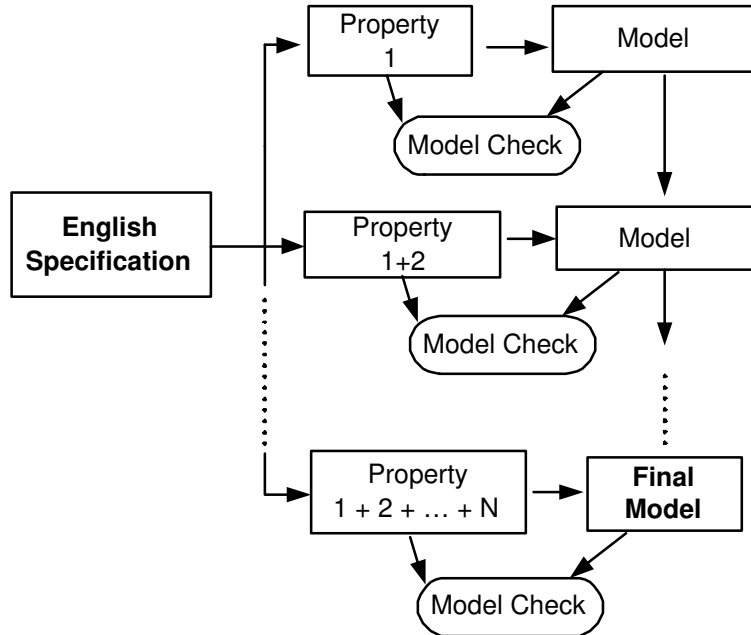 Property
1
Model
Model Check
English
Specification
Property
1+2
Model
Model Check
Property
1 + 2 + … + N
Final
Model
Model Check